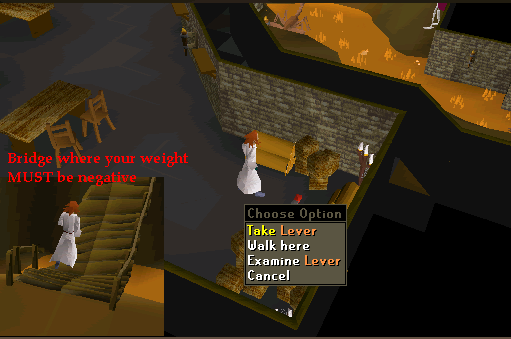 Bridge where your weight
MUST be negative
Choose Option
Take Lever
Walk here
Examine Lever
Cancel